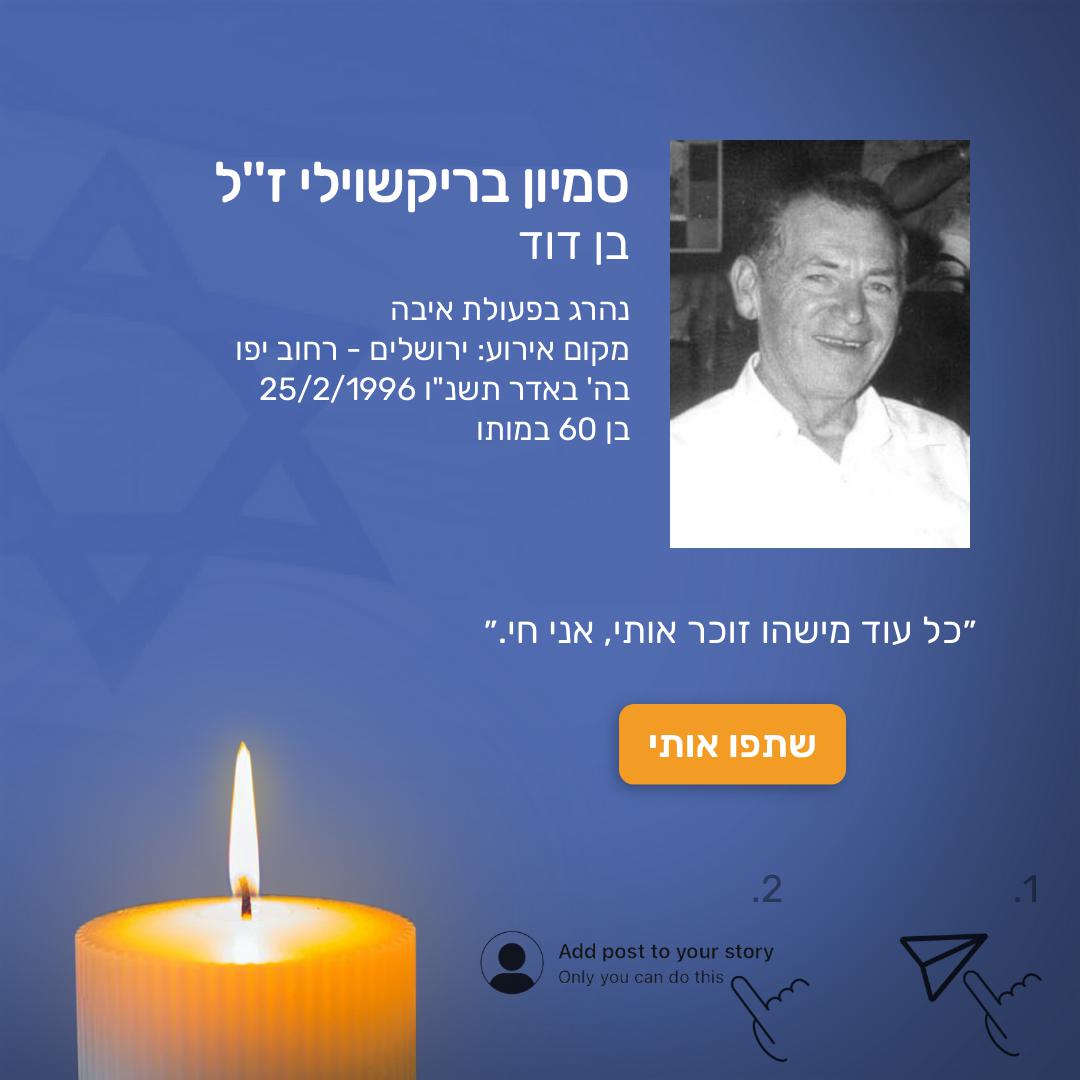 סמיון בריקשוילי ז"ל
בן דוד
נהרג בפעולת איבה
מקום אירוע: ירושלים - רחוב יפו
בה' באדר תשנ"ו 25/2/1996
בן 60 במותו
״כל עוד מישהו זוכר אותי, אני חי.״
שתפו אותי
.1
.2
Add post to your story
Only you can do this